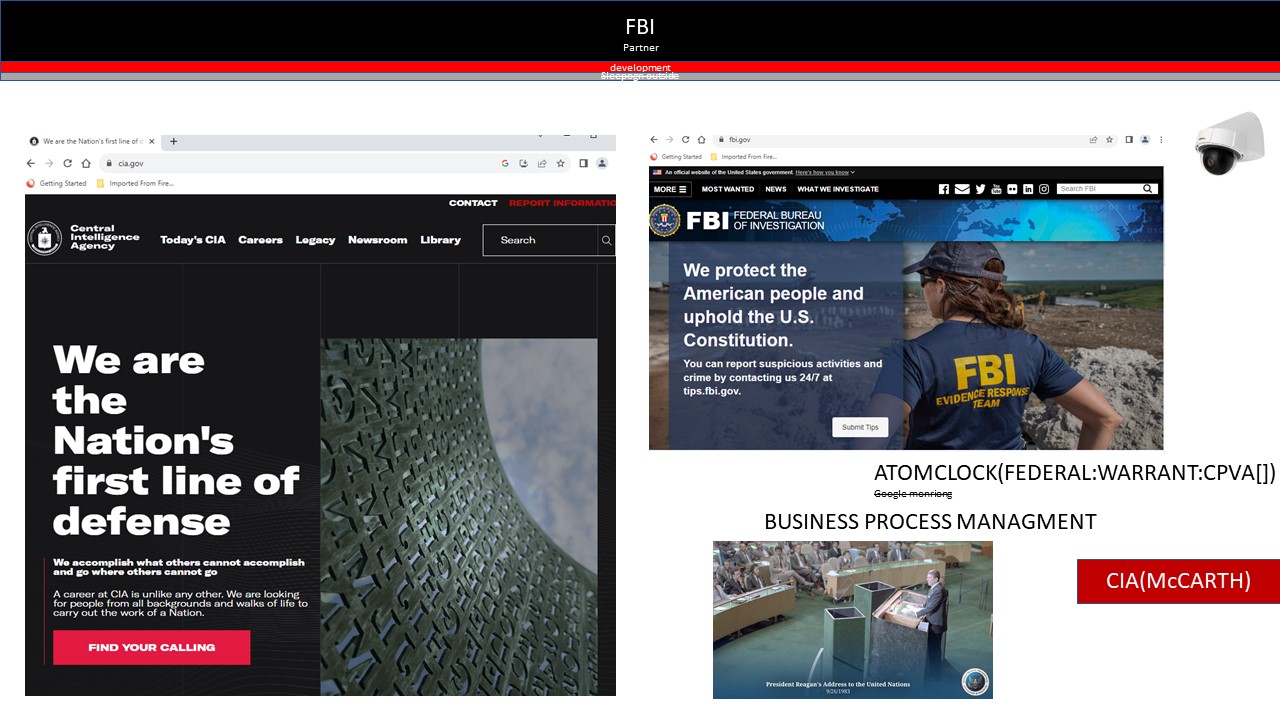 FBI
Partner
development
Sleepogn outside
We are the Nation's first line of d
cia.gov
Getting Started
Imported From Fire...
CONTACT
REPORT INFORMATIO
Central
Intelligence
Agency
Today's CIA
Careers
Legacy
Newsroom
Library
Search
We are
the
Nation's
first line of
defense
We accomplish what others cannot accomplish
and go where others cannot go
A career at CIA is unlike any other. We are looking
for people from all backgrounds and walks of life to
carry out the work of a Nation.
FIND YOUR CALLING
fbi.gov
Getting Started
Imported From Fire...
An official website of the United States government. Here's how you know
MORE
MOST WANTED
NEWS
WHAT WE INVESTIGATE
Search FBI
FBI
FEDERAL BUREAU
OF INVESTIGATION
We protect the
American people and
uphold the U.S.
Constitution.
You can report suspicious activities and
crime by contacting us 24/7 at
tips.fbi.gov.
Submit Tips
FBI
EVIDENCE RESPONSE
TEAM
ATOMCLOCK(FEDERAL:WARRANT:CPVA[])
Google monriong
BUSINESS PROCESS MANAGMENT
CIA(McCARTH)
President Reagan's Address to the United Nations
9/26/1983